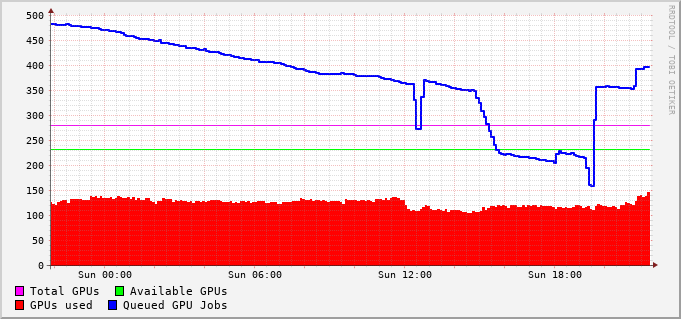 500
450
400
350
300
250
200
150
100
50
0
Sun 00:00 Sun 06:00 Sun 12:00 Sun 18:00
Total GPUs Available GPUs
GPUs used Queued GPU Jobs
RRDTOOL / TOBI OETIKER